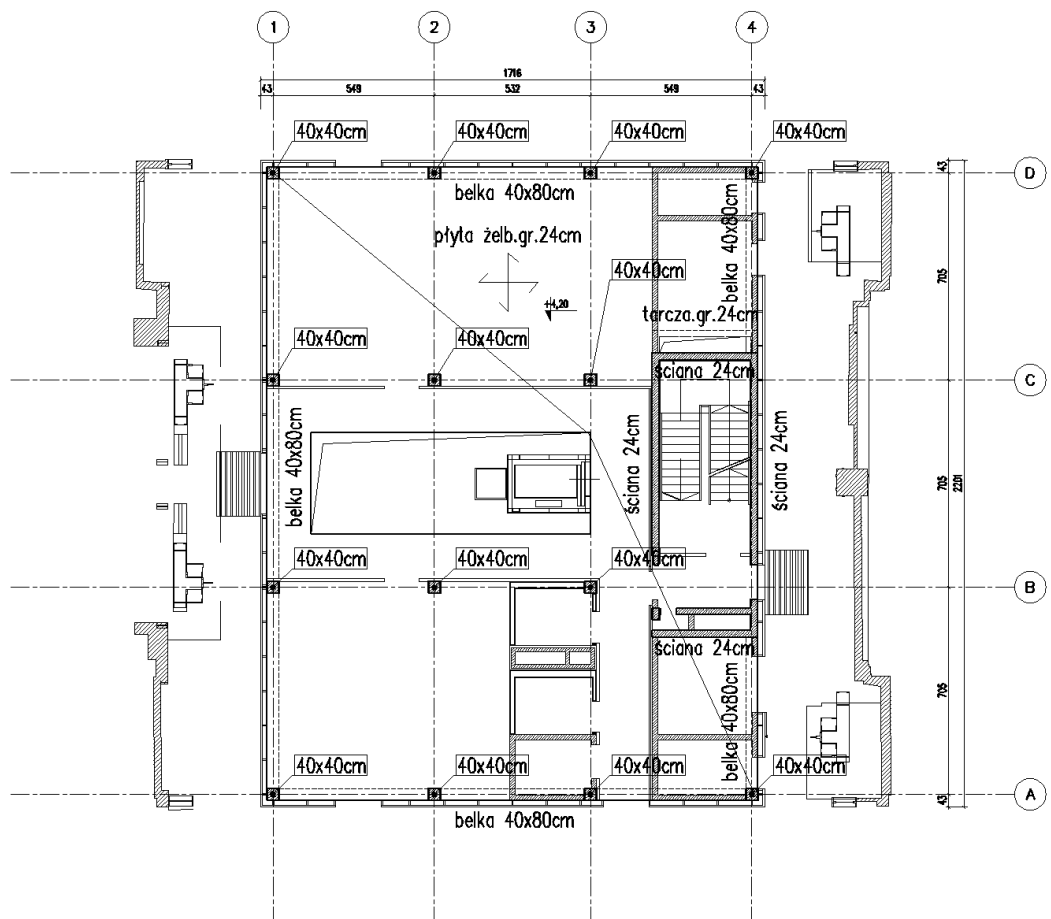 1 2 3 4
1716
43 549 532 549 43
40x40cm 40x40cm 40x40cm 40x40cm
43
D
belka 40x80cm
belka 40x80cm
płyta żelb.gr.24cm
40x40cm
705
+4,20
tarcza.gr.24cm
40x40cm 40x40cm
ściana 24cm
C
belka 40x80cm
ściana 24cm
ściana 24cm
705
2201
40x40cm 40x40cm 40x40cm
B
ściana 24cm
belka 40x80cm
705
40x40cm 40x40cm 40x40cm 40x40cm
A
43
belka 40x80cm